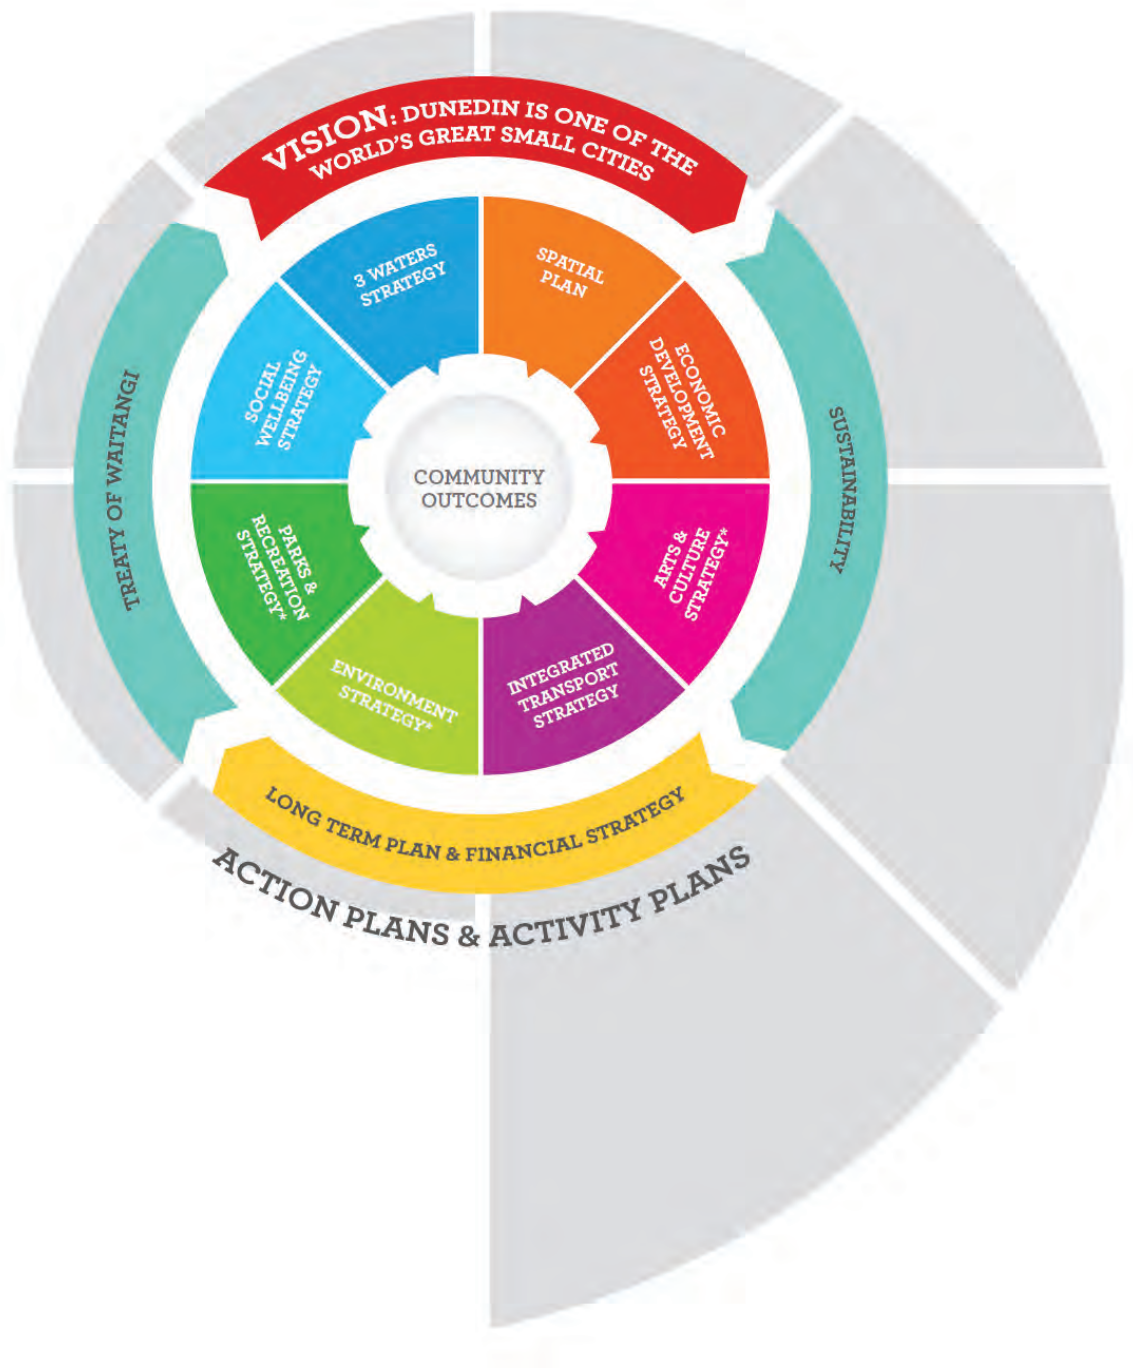 VISION: DUNEDIN IS ONE OF THE
WORLD'S GREAT SMALL CITIES
3 WATERS
STRATEGY
SPATIAL
PLAN
ECONOMIC
DEVELOPMENT
STRATEGY
ARTS &
CULTURE
STRATEGY*
INTEGRATED
TRANSPORT
STRATEGY
ENVIRONMENT
STRATEGY*
PARKS &
RECREATION
STRATEGY*
SOCIAL
WELLBEING
STRATEGY
COMMUNITY
OUTCOMES
TREATY OF WAITANGI
SUSTAINABILITY
LONG TERM PLAN & FINANCIAL STRATEGY
ACTION PLANS & ACTIVITY PLANS